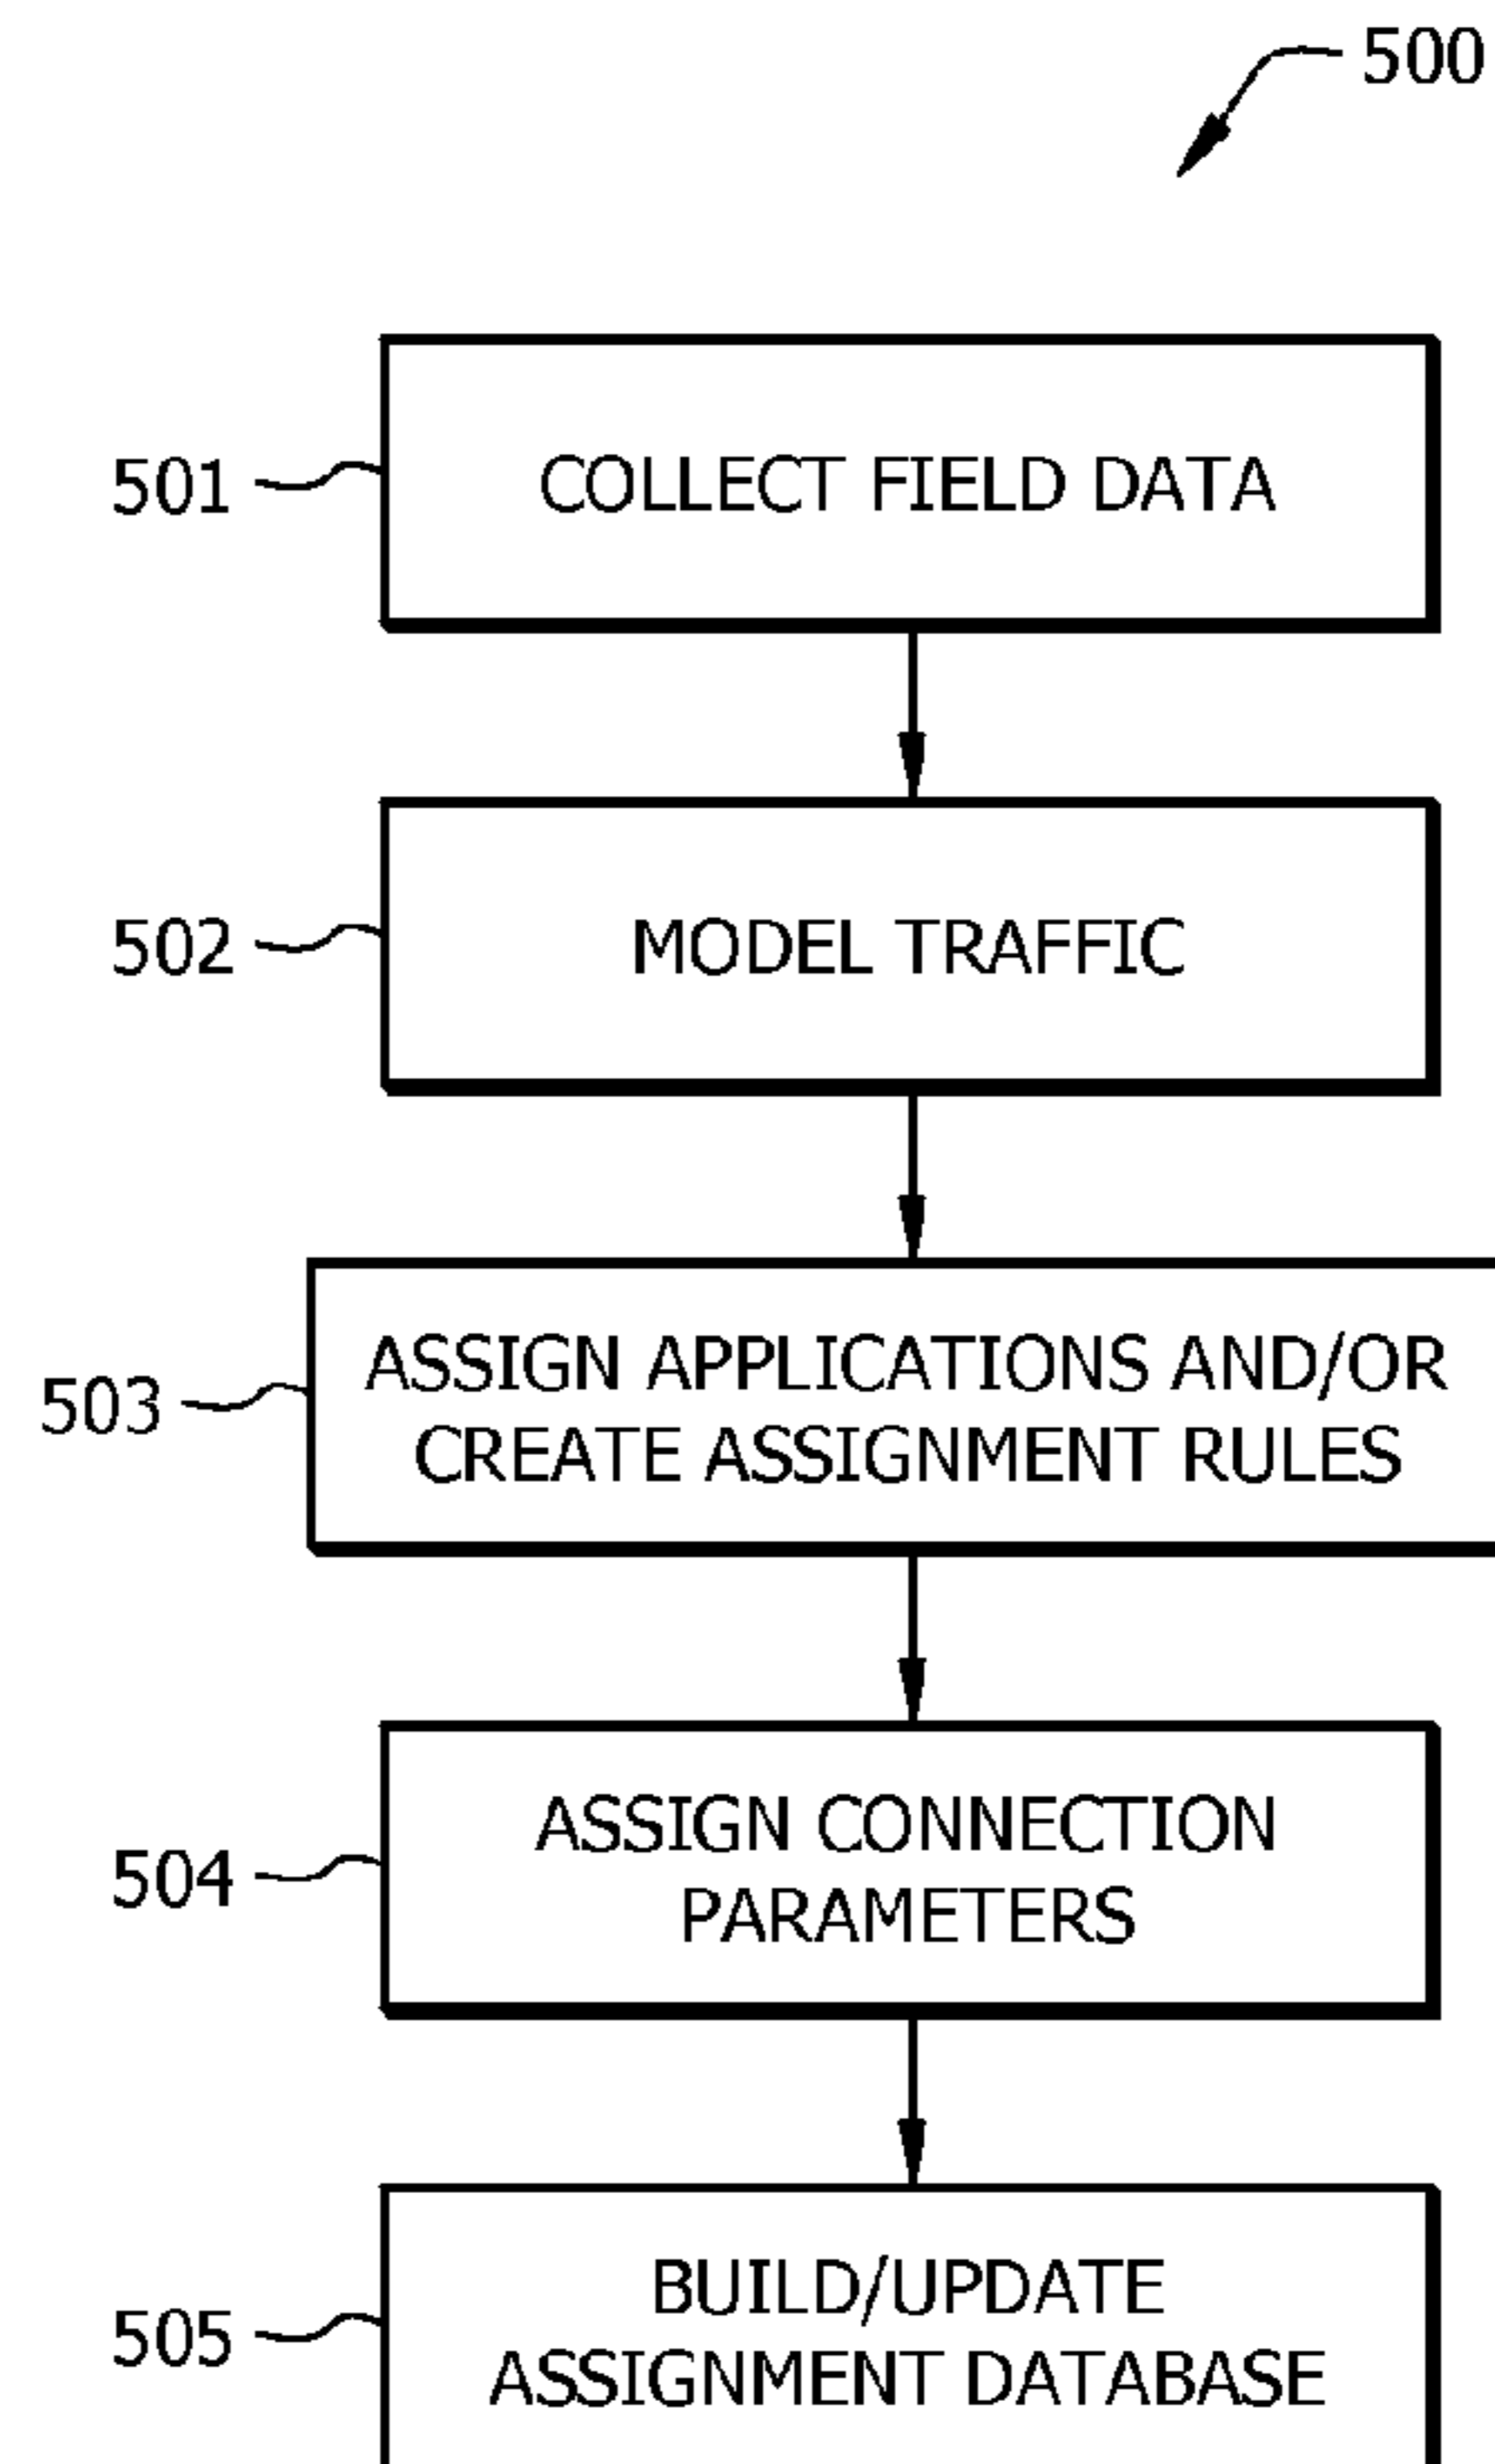 500
501
COLLECT FIELD DATA
502
MODEL TRAFFIC
503
ASSIGN APPLICATIONS AND/OR
CREATE ASSIGNMENT RULES
504
ASSIGN CONNECTION
PARAMETERS
505
BUILD/UPDATE
ASSIGNMENT DATABASE